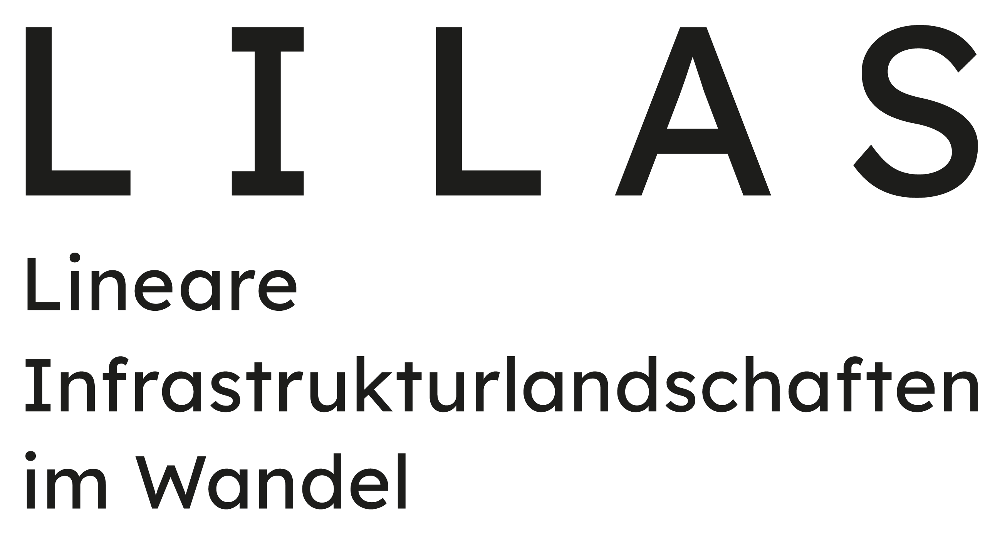 LILAS
Lineare
Infrastrukturlandschaften
im Wandel